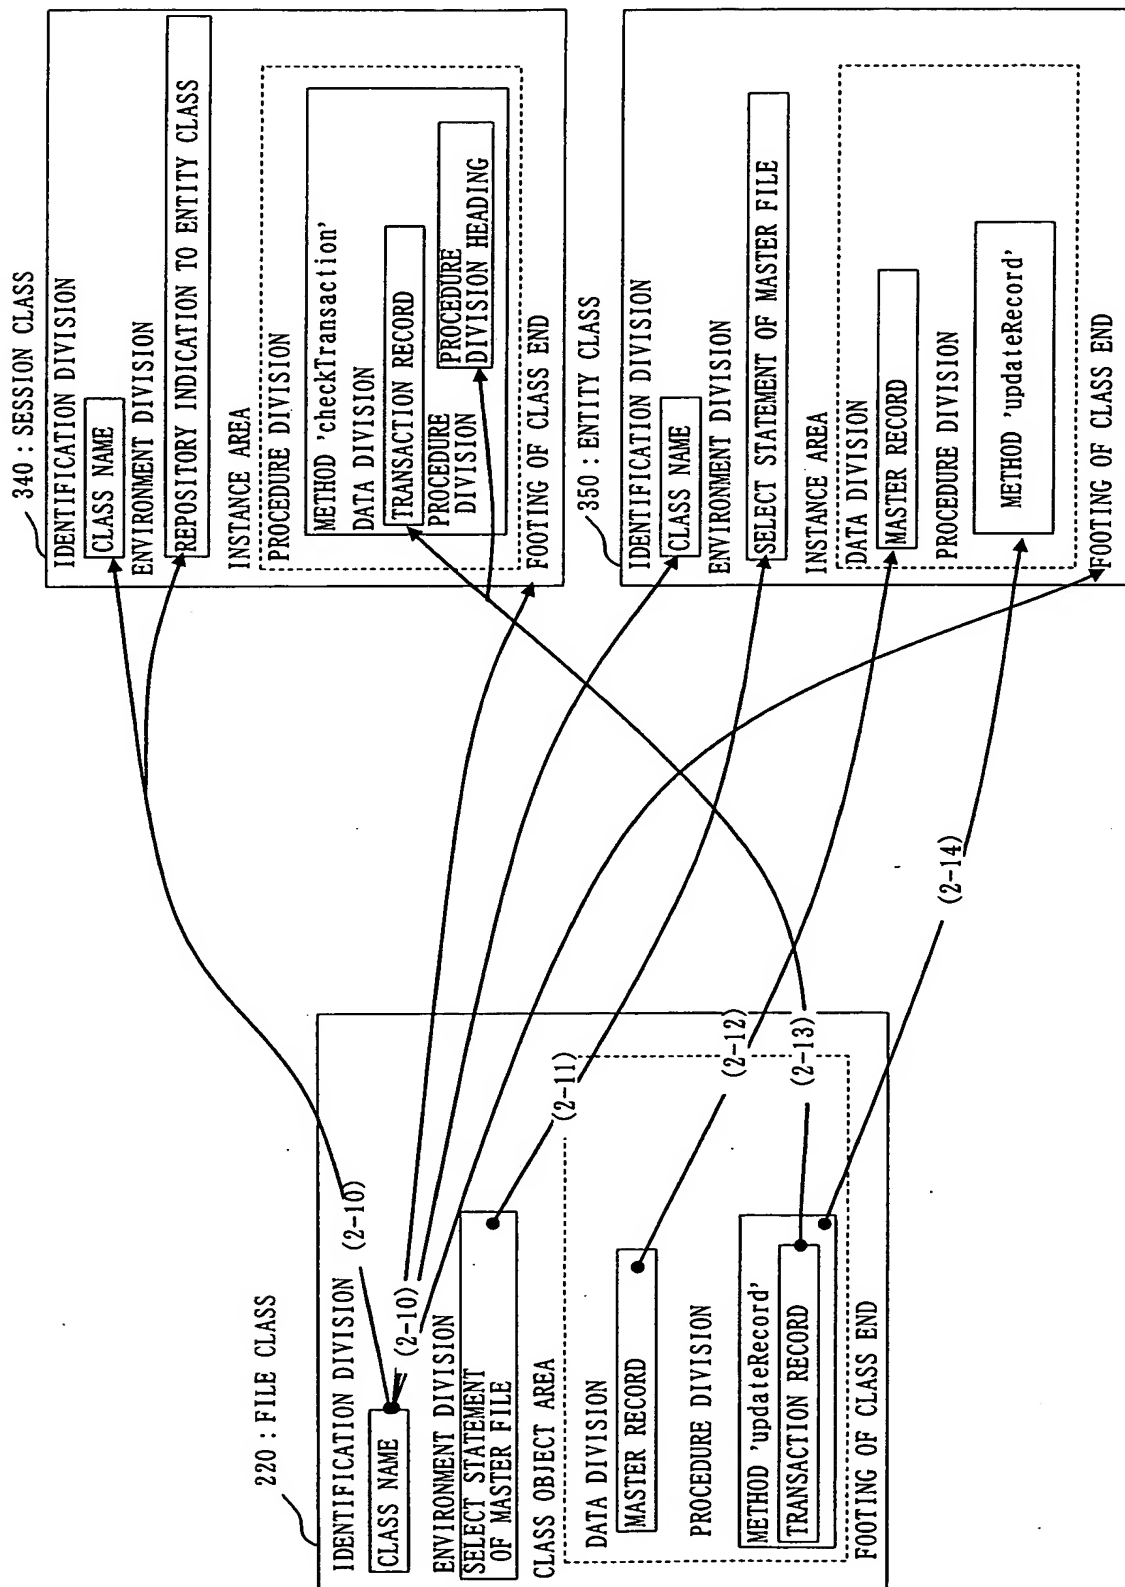 220 : FILE CLASS
IDENTIFICATION DIVISION
CLASS NAME
ENVIRONMENT DIVISION
SELECT STATEMENT
OF MASTER FILE
CLASS OBJECT AREA
DATA DIVISION
MASTER RECORD
PROCEDURE DIVISION
METHOD 'updateRecord'
TRANSACTION RECORD
FOOTING OF CLASS END
(2-10)
(2-10)
(2-11)
(2-12)
(2-13)
(2-14)
340 : SESSION CLASS
IDENTIFICATION DIVISION
CLASS NAME
ENVIRONMENT DIVISION
REPOSITORY INDICATION TO ENTITY CLASS
INSTANCE AREA
PROCEDURE DIVISION
METHOD 'checkTransaction'
DATA DIVISION
TRANSACTION RECORD
PROCEDURE
DIVISION
PROCEDURE
DIVISION HEADING
FOOTING OF CLASS END
350 : ENTITY CLASS
IDENTIFICATION DIVISION
CLASS NAME
ENVIRONMENT DIVISION
SELECT STATEMENT OF MASTER FILE
INSTANCE AREA
DATA DIVISION
MASTER RECORD
PROCEDURE DIVISION
METHOD 'updateRecord'
FOOTING OF CLASS END